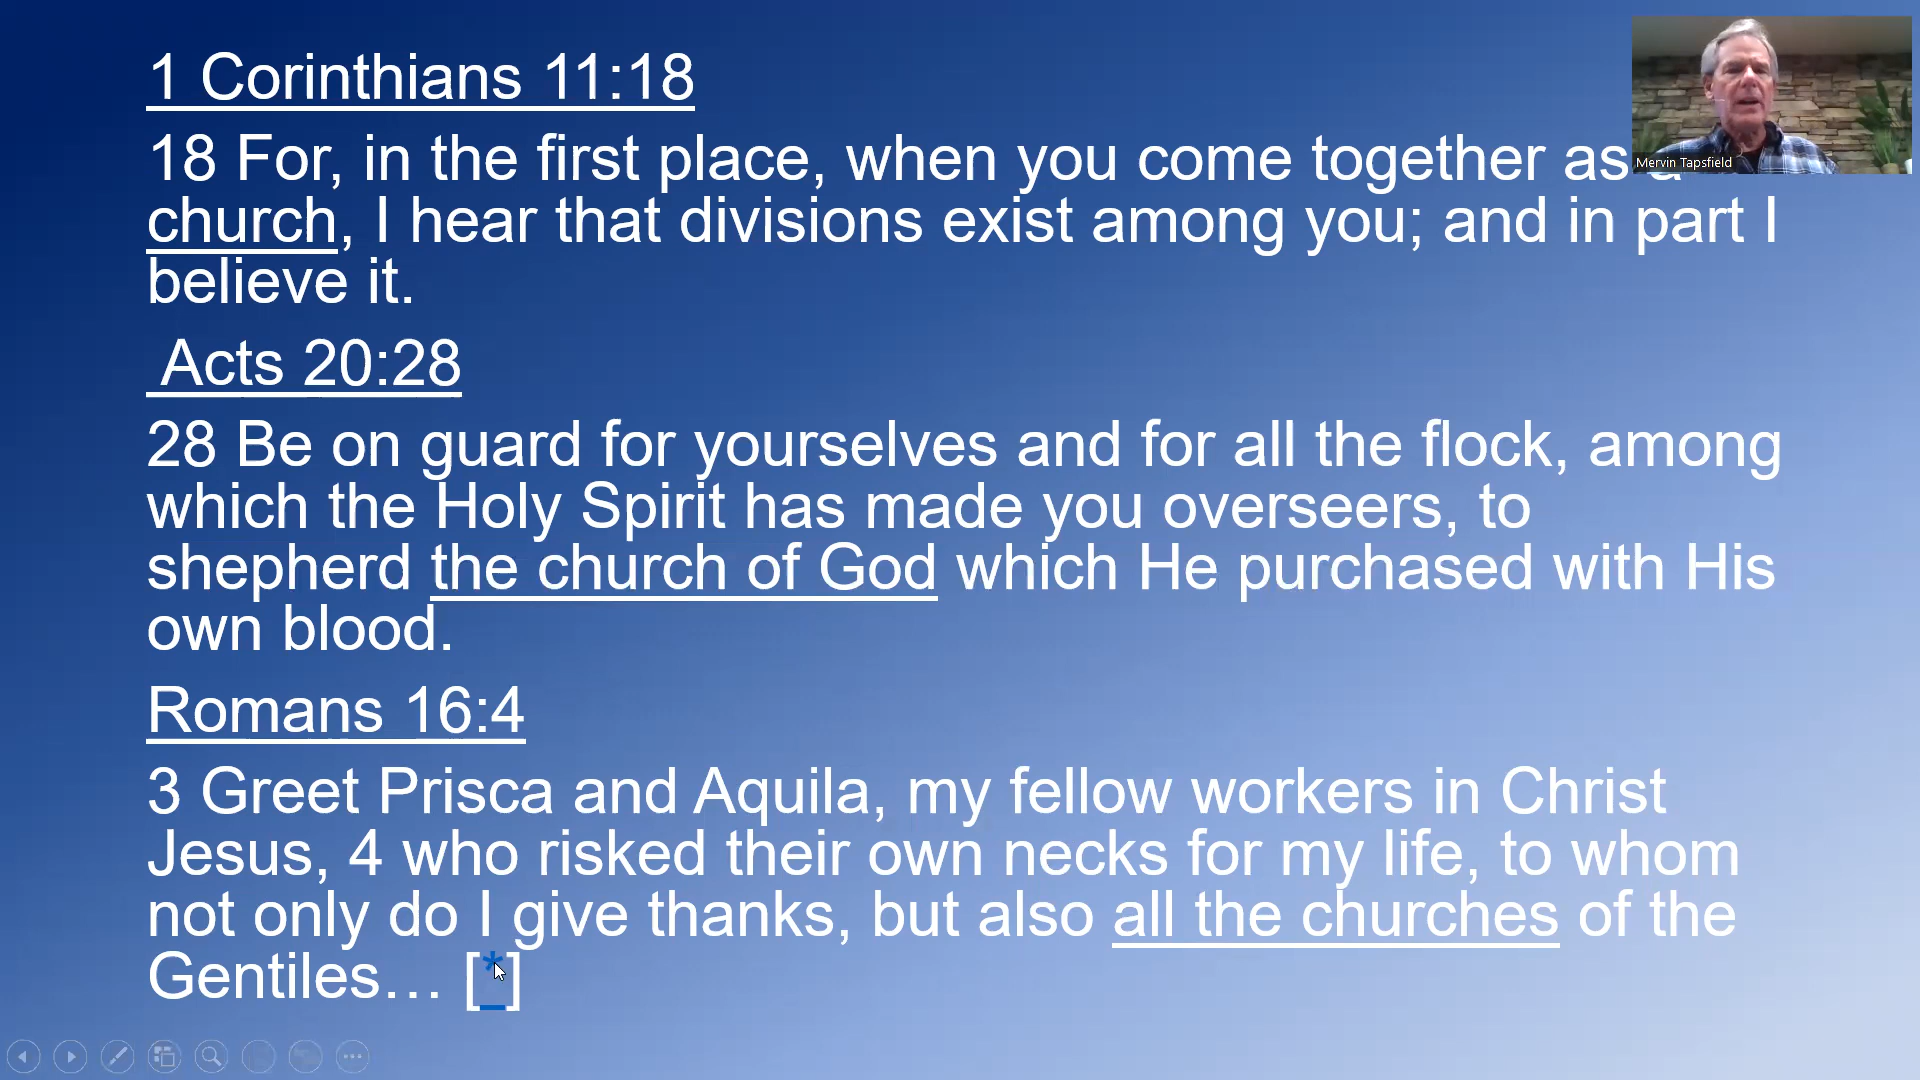 1 Corinthians 11:18
18 For, in the first place, when you come together as a
church, I hear that divisions exist among you; and in part I
believe it.
Acts 20:28
28 Be on guard for yourselves and for all the flock, among
which the Holy Spirit has made you overseers, to
shepherd the church of God which He purchased with His
own blood.
Romans 16:4
3 Greet Prisca and Aquila, my fellow workers in Christ
Jesus, 4 who risked their own necks for my life, to whom
not only do I give thanks, but also all the churches of the
Gentiles… [*]
Mervin Tapsfield